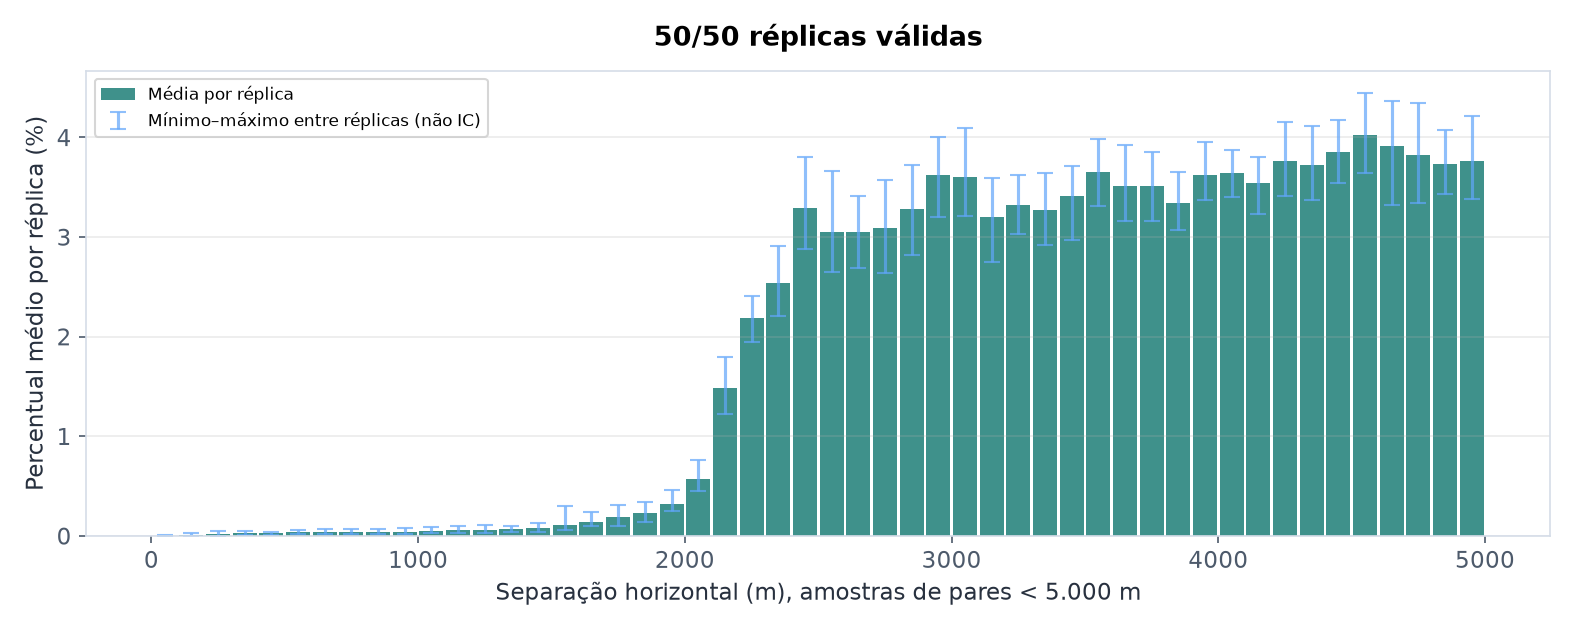 50/50 réplicas válidas
Média por réplica
Mínimo–máximo entre réplicas (não IC)
Percentual médio por réplica (%)
4
3
2
1
0
0 1000 2000 3000 4000 5000
Separação horizontal (m), amostras de pares < 5.000 m